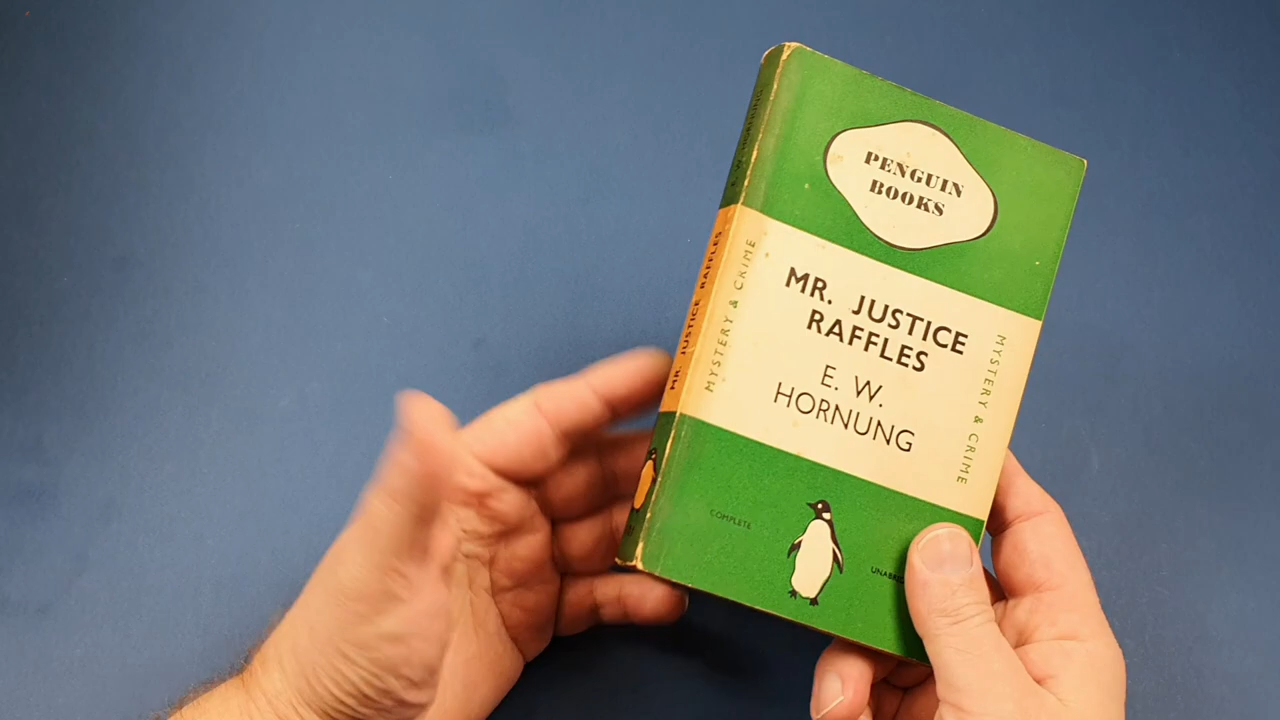 E. W. HORNUNG
MR. JUSTICE RAFFLES
PENGUIN
BOOKS
MYSTERY & CRIME
MR. JUSTICE
RAFFLES
E. W.
HORNUNG
MYSTERY & CRIME
COMPLETE